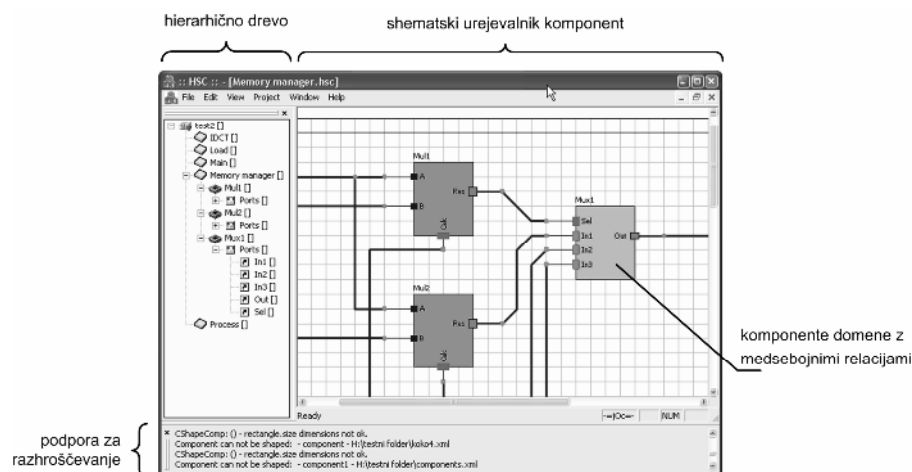 hierarhično drevo
shematski urejevalnik komponent
:: HSC :: - [Memory manager.hsc]
File Edit View Project Window Help
test2 []
IDCT []
Load []
Main []
Memory manager []
Mul1 []
Ports []
Mul2 []
Ports []
Mux1 []
Ports []
In1 []
In2 []
In3 []
Out []
Sel []
Process []
Mul1
A
B
Res
Clk
Mux1
Sel
In1
In2
In3
Out
Mul2
A
B
Res
Clk
komponente domene z
medsebojnimi relacijami
Ready
NUM
podpora za
razhroščevanje
CShapeComp: () - rectangle.size dimensions not ok.
Component can not be shaped: - component - H:\testni folder\koko4.xml
CShapeComp: () - rectangle.size dimensions not ok.
Component can not be shaped: - component1 - H:\testni folder\components.xml